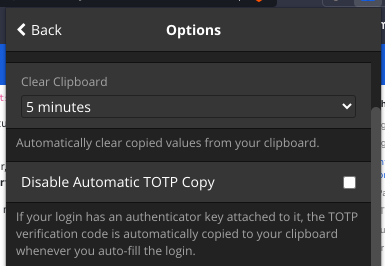 Back
Options
Clear Clipboard
5 minutes
Automatically clear copied values from your clipboard.
Disable Automatic TOTP Copy
If your login has an authenticator key attached to it, the TOTP
verification code is automatically copied to your clipboard
whenever you auto-fill the login.